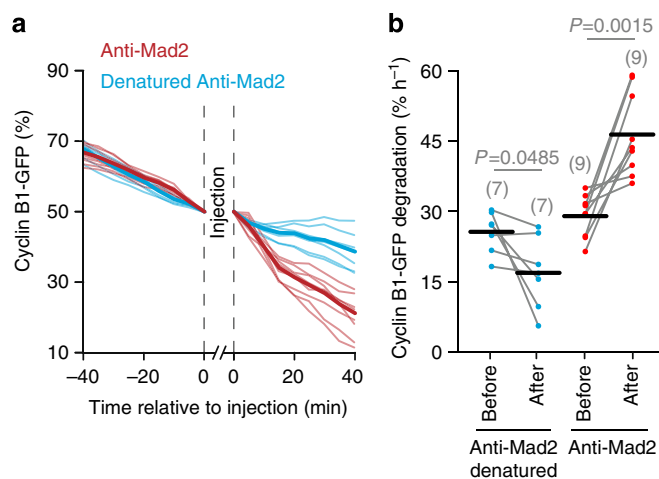 a
Anti-Mad2
Denatured Anti-Mad2
Cyclin B1-GFP (%)
90
70
50
30
10
Injection
–40
–20
0
0
20
40
Time relative to injection (min)
b
P=0.0015
(9)
P=0.0485
(9)
(7)
(7)
Cyclin B1-GFP degradation (% h–1)
60
45
30
15
0
Before
After
Before
After
Anti-Mad2
denatured
Anti-Mad2